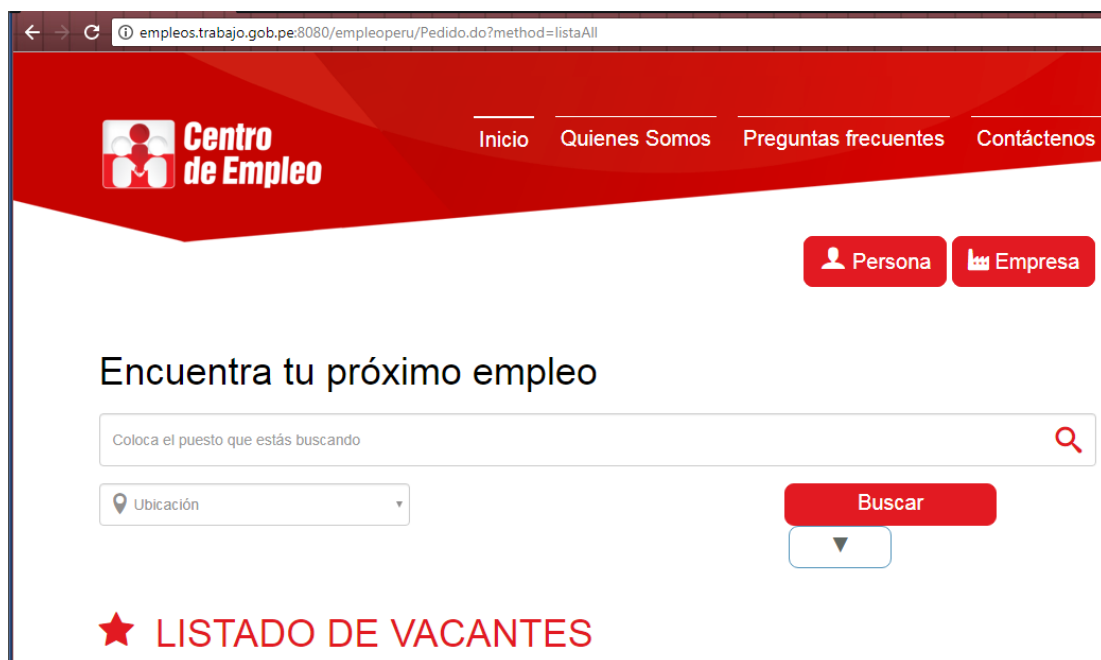 empleos.trabajo.gob.pe:8080/empleoperu/Pedido.do?method=listaAll
Centro
de Empleo
Inicio Quienes Somos Preguntas frecuentes Contáctenos
Persona Empresa
Encuentra tu próximo empleo
Coloca el puesto que estás buscando
Ubicación
Buscar
LISTADO DE VACANTES